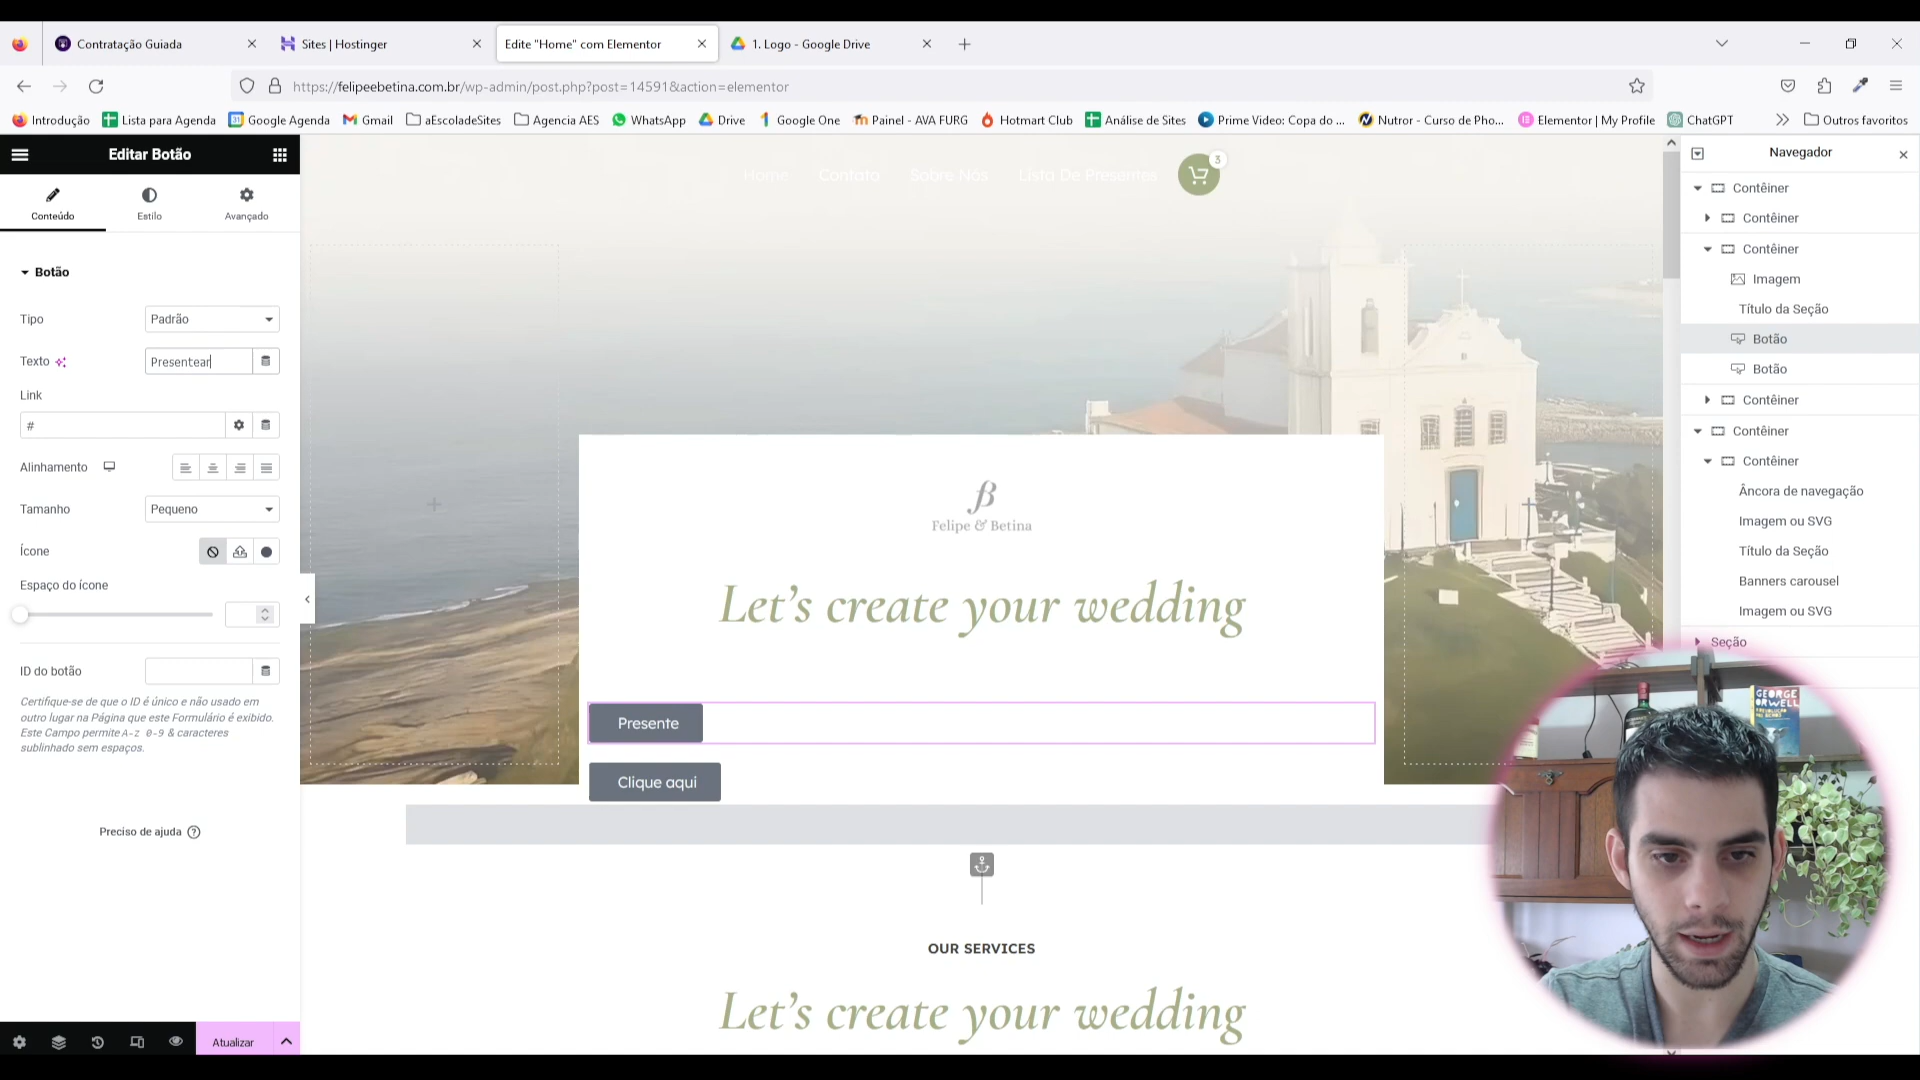 Contratação Guiada
Sites | Hostinger
Edite "Home" com Elementor
1. Logo - Google Drive
https://felipeebetina.com.br/wp-admin/post.php?post=14591&action=elementor
Introdução
Lista para Agenda
Google Agenda
Gmail
aEscoladeSites
Agencia AES
WhatsApp
Drive
Google One
Painel - AVA FURG
Hotmart Club
Análise de Sites
Prime Video: Copa do ...
Nutror - Curso de Pho...
Elementor | My Profile
ChatGPT
Outros favoritos
Editar Botão
Conteúdo
Estilo
Avançado
Botão
Tipo
Padrão
Texto
Presentear
Link
#
Alinhamento
Tamanho
Pequeno
Ícone
Espaço do ícone
ID do botão
Certifique-se de que o ID é único e não usado em
outro lugar na Página que este Formulário é exibido.
Este Campo permite A-z 0-9 & caracteres
sublinhado sem espaços.
Preciso de ajuda
Atualizar
Home
Contato
Sobre Nós
Lista De Presentes
3
Felipe & Betina
Let's create your wedding
Presente
Clique aqui
OUR SERVICES
Let's create your wedding
Navegador
Contêiner
Contêiner
Contêiner
Imagem
Título da Seção
Botão
Botão
Contêiner
Contêiner
Contêiner
Âncora de navegação
Imagem ou SVG
Título da Seção
Banners carousel
Imagem ou SVG
Seção
GEORGE
ORWELL